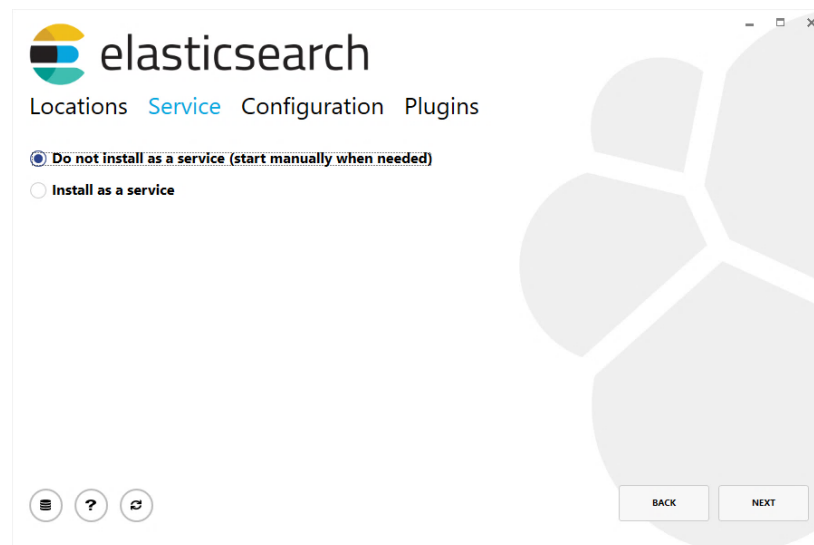 elasticsearch
Locations Service Configuration Plugins
Do not install as a service (start manually when needed)
Install as a service
? BACK NEXT